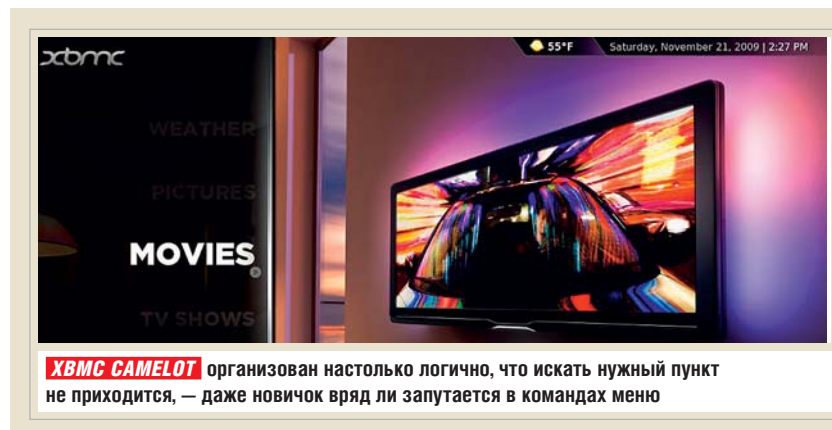 xbmc
55°F Saturday, November 21, 2009 | 2:27 PM
WEATHER
PICTURES
MOVIES
TV SHOWS
XBMC CAMELOT организован настолько логично, что искать нужный пункт
не приходится, — даже новичок вряд ли запутается в командах меню